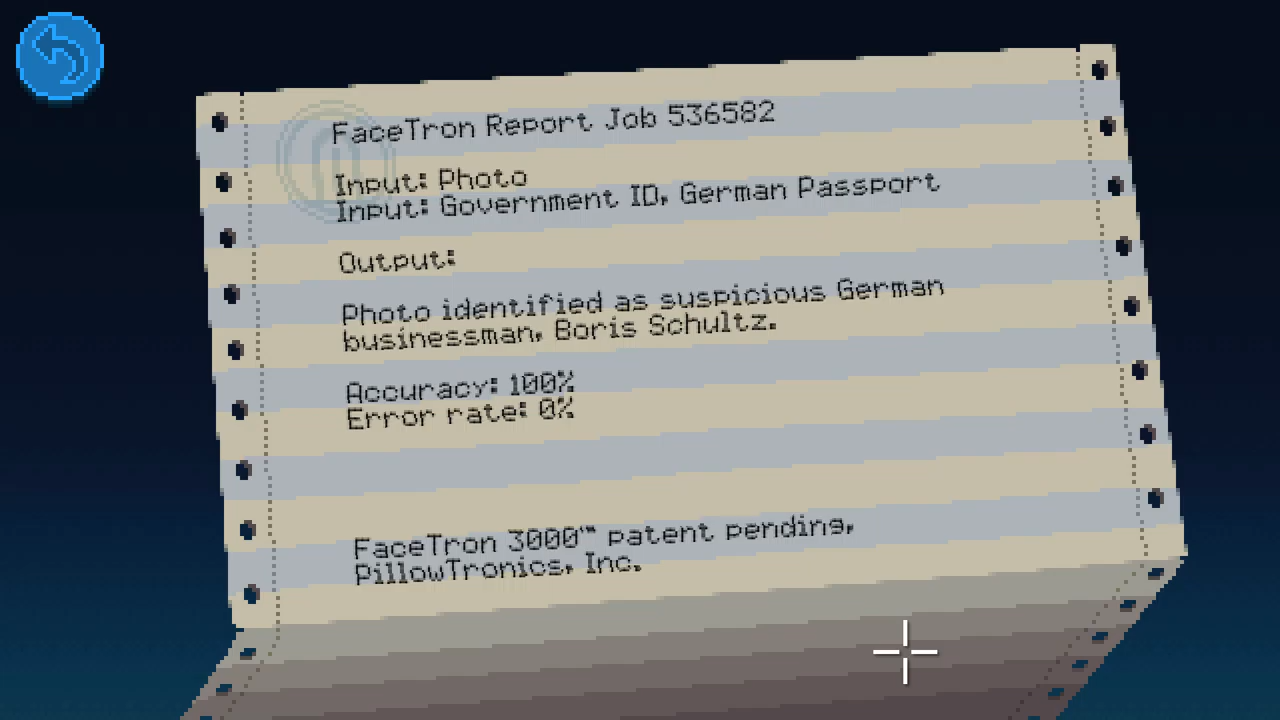 FaceTron Report Job 536582
Input: Photo
Input: Government ID, German Passport
Output:
Photo identified as suspicious German
businessman, Boris Schultz.
Accuracy: 100%
Error rate: 0%
FaceTron 3000™ patent pending,
PillowTronics, Inc.